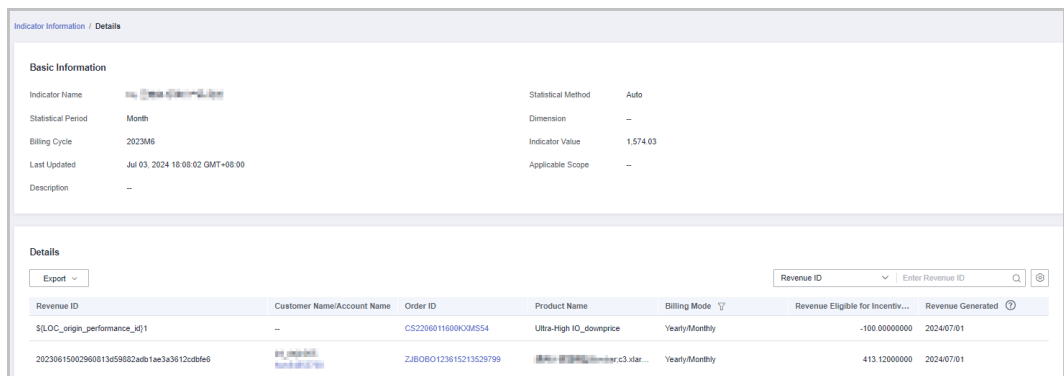 Indicator Information / Details
Basic Information
Indicator Name
Statistical Method Auto
Statistical Period Month
Dimension --
Billing Cycle 2023M6
Indicator Value 1,574.03
Last Updated Jul 03, 2024 18:08:02 GMT+08:00
Applicable Scope --
Description --
Details
Export
Revenue ID Enter Revenue ID
Revenue ID Customer Name/Account Name Order ID Product Name Billing Mode Revenue Eligible for Incentiv... Revenue Generated
${LOC_origin_performance_id}1 -- CS2206011600KXMS54 Ultra-High IO_downprice Yearly/Monthly -100.00000000 2024/07/01
20230615002960813d59882adb1ae3a3612cdbfe6 ZJBOBO123615213529799 c3.xlar... Yearly/Monthly 413.12000000 2024/07/01